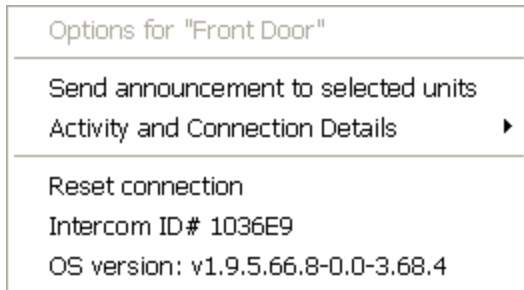 Options for "Front Door"
Send announcement to selected units
Activity and Connection Details
Reset connection
Intercom ID# 1036E9
OS version: v1.9.5.66.8-0.0-3.68.4